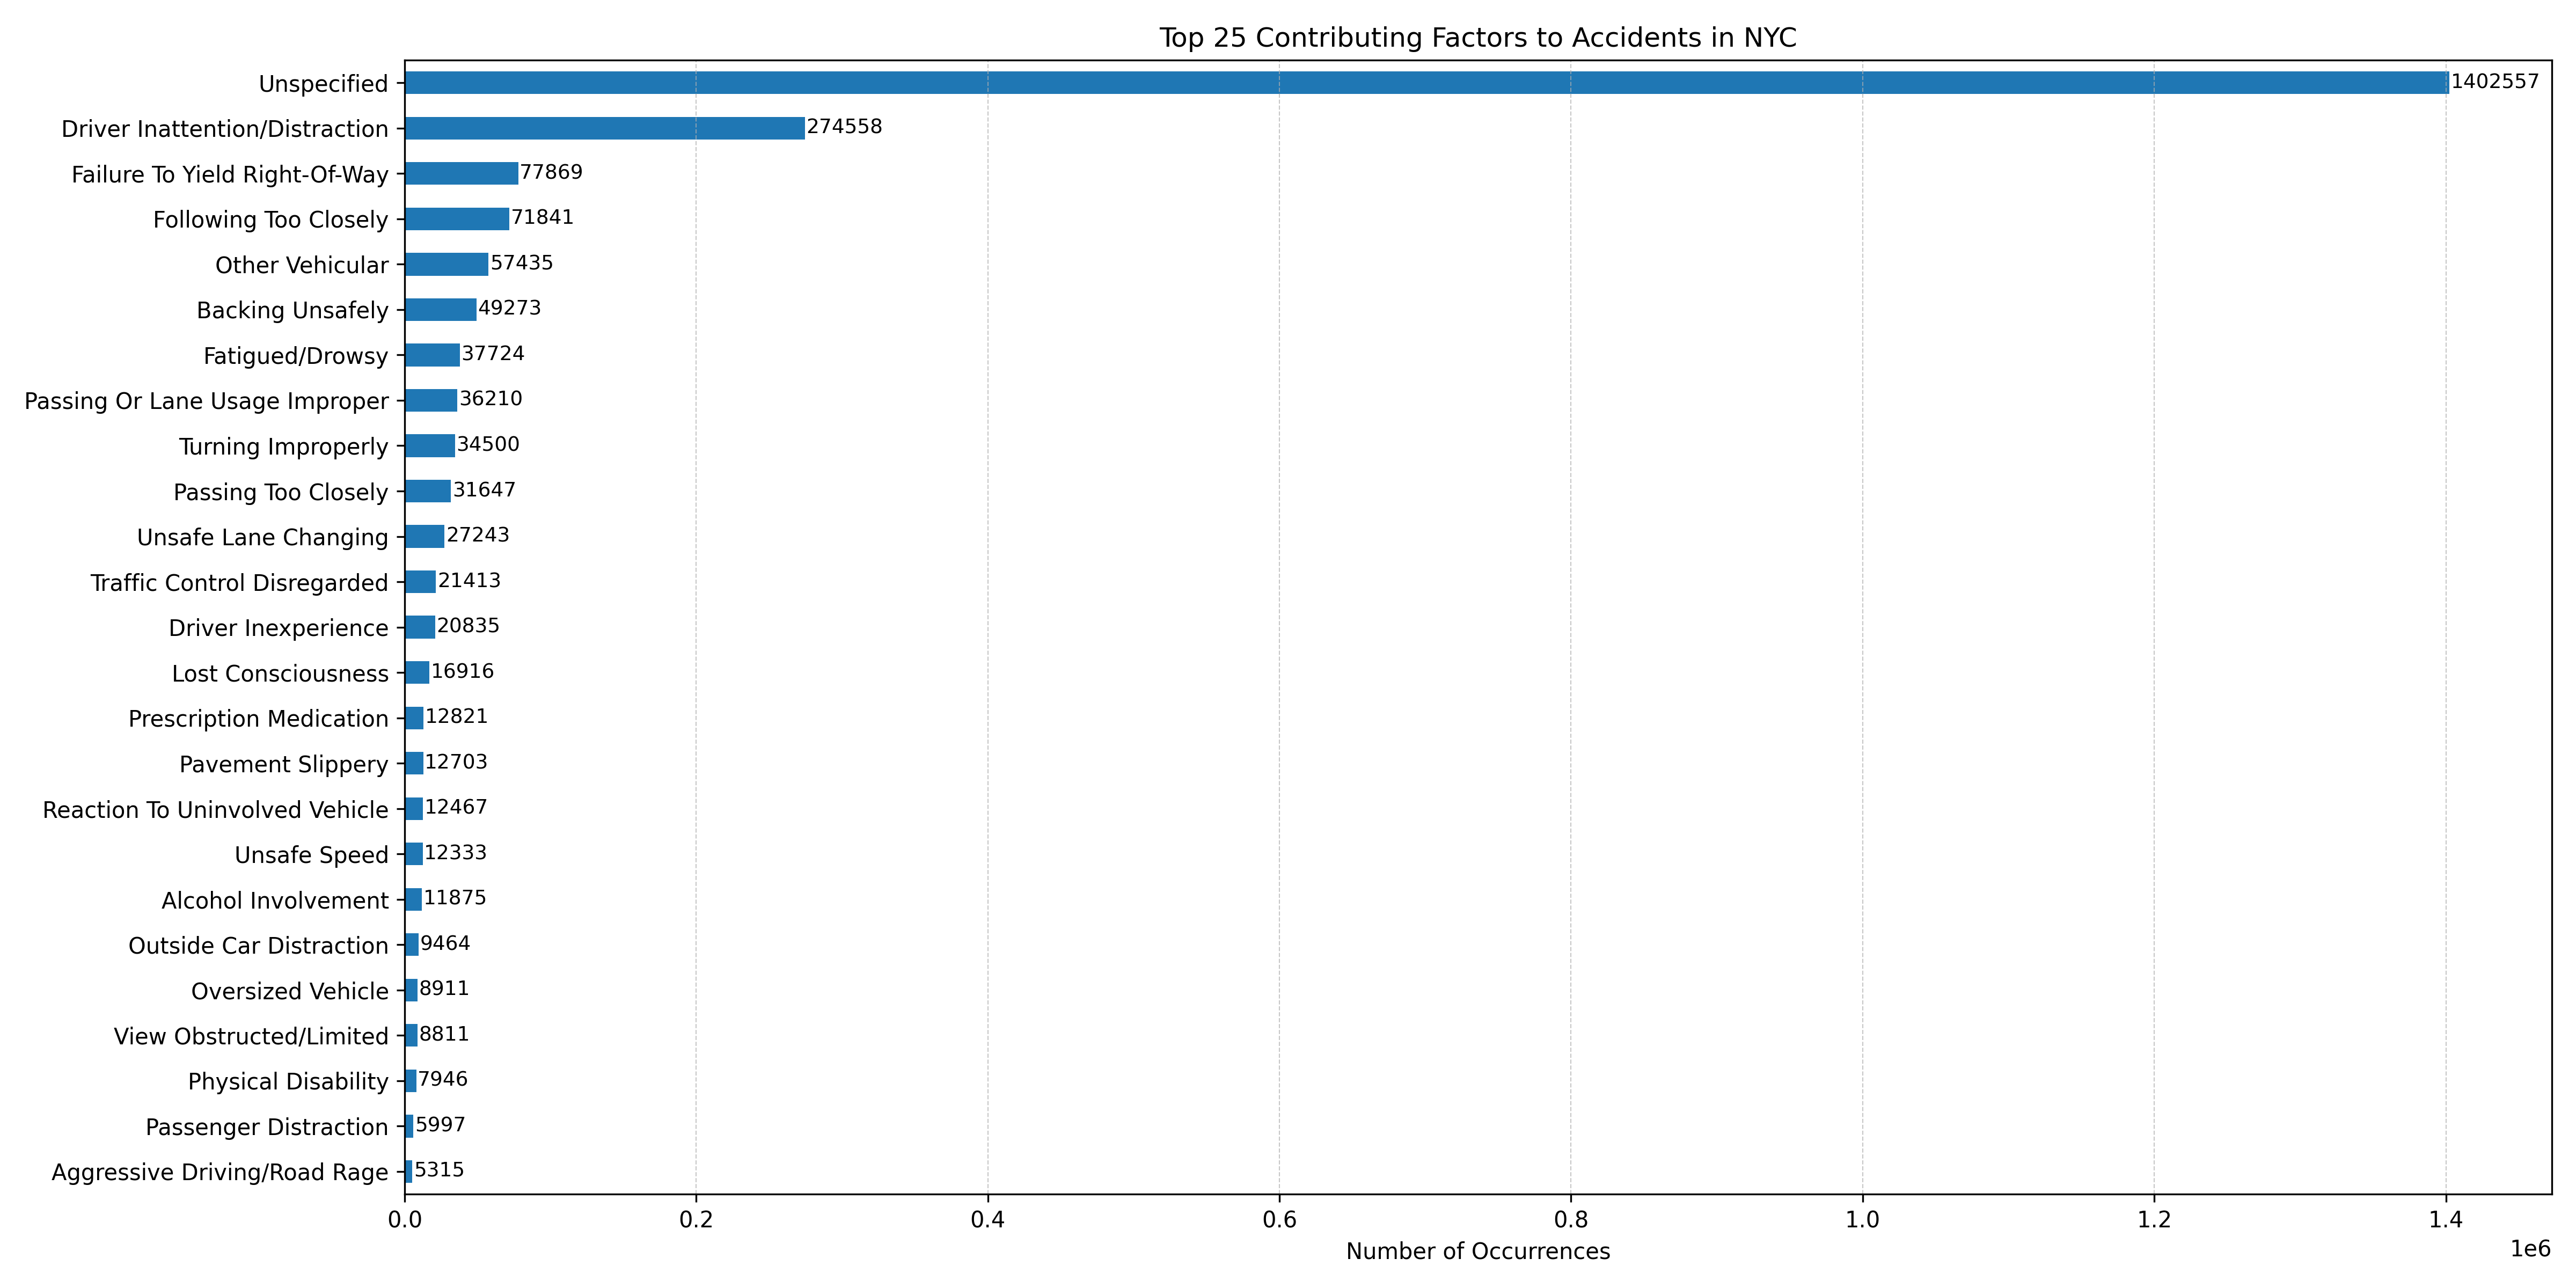 Top 25 Contributing Factors to Accidents in NYC
Unspecified 1402557
Driver Inattention/Distraction 274558
Failure To Yield Right-Of-Way 77869
Following Too Closely 71841
Other Vehicular 57435
Backing Unsafely 49273
Fatigued/Drowsy 37724
Passing Or Lane Usage Improper 36210
Turning Improperly 34500
Passing Too Closely 31647
Unsafe Lane Changing 27243
Traffic Control Disregarded 21413
Driver Inexperience 20835
Lost Consciousness 16916
Prescription Medication 12821
Pavement Slippery 12703
Reaction To Uninvolved Vehicle 12467
Unsafe Speed 12333
Alcohol Involvement 11875
Outside Car Distraction 9464
Oversized Vehicle 8911
View Obstructed/Limited 8811
Physical Disability 7946
Passenger Distraction 5997
Aggressive Driving/Road Rage 5315
0.0 0.2 0.4 0.6 0.8 1.0 1.2 1.4
Number of Occurrences
1e6